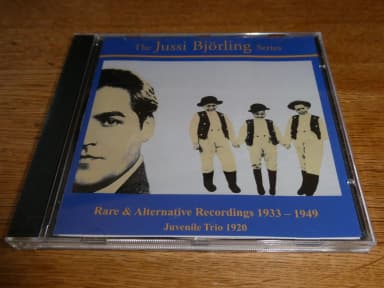 The Jussi Björling Series
Rare & Alternative Recordings 1933 – 1949
Juvenile Trio 1920